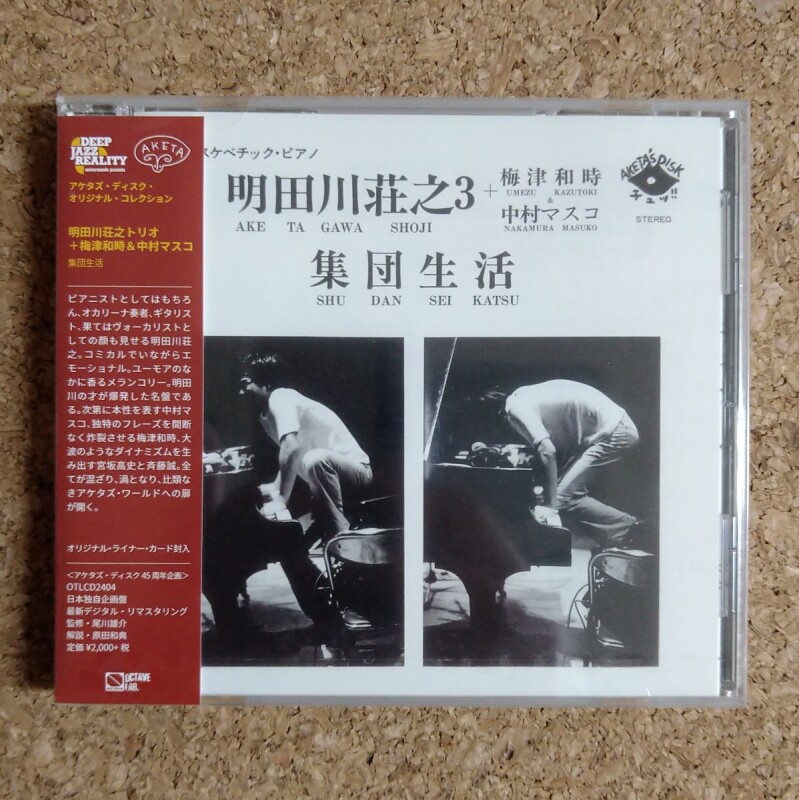 DEEP
JAZZ
REALITY
AKETA
アケタズ・ディスク・
オリジナル・コレクション
明田川荘之トリオ
＋梅津和時＆中村マスコ
集団生活
ピアニストとしてはもちろ
ん、オカリーナ奏者、ギタリス
ト、果てはヴォーカリストと
しての顔も見せる明田川荘
之。コミカルでいながらエ
モーショナル。ユーモアのな
かに香るメランコリー。明田
川の才が爆発した名盤であ
る。次第に本性を表す中村マ
スコ、独特のフレーズを間断
なく炸裂させる梅津和時、大
波のようなダイナミズムを生
み出す宮坂高史と斉藤誠。全
てが混ざり、渦となり、比類な
きアケタズ・ワールドへの扉
が開く。
オリジナル・ライナー・カード封入
＜アケタズ・ディスク45周年企画＞
OTLCD2404
日本独自企画盤
最新デジタル・リマスタリング
監修・尾川雄介
解説・原田和典
定価 ¥2,000+ 税
OCTAVE
LAB.
スケベチック・ピアノ
明田川荘之3
AKE TA GAWA SHOJI
+
梅津和時
UMEZU KAZUTOKI
&
中村マスコ
NAKAMURA MASUKO
AKETA'S DISK
チュッ!!
STEREO
集団生活
SHU DAN SEI KATSU